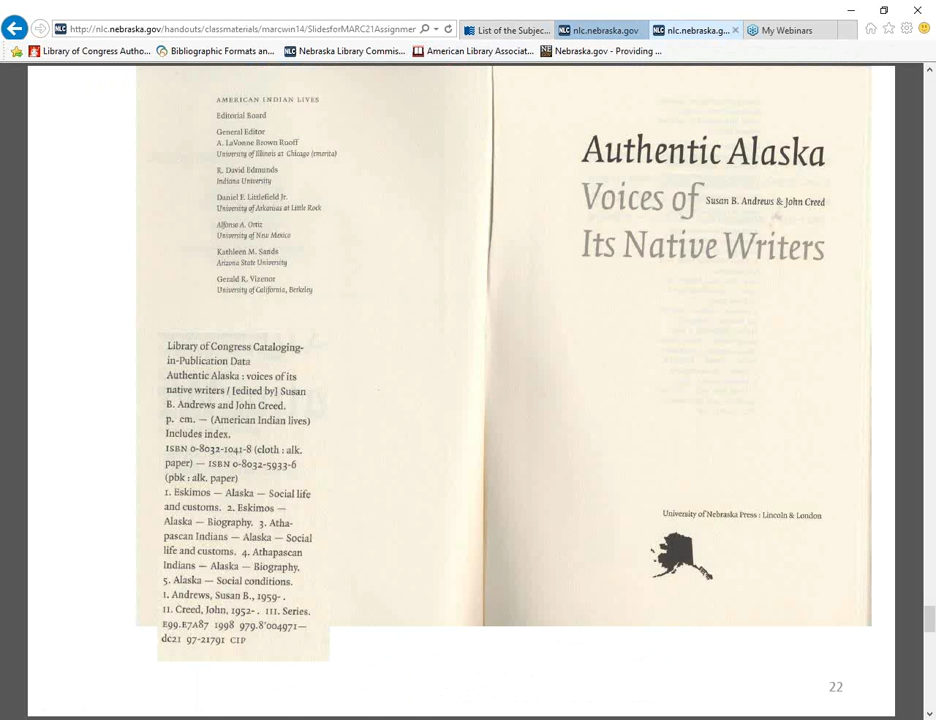 http://nlc.nebraska.gov/handouts/classmaterials/marcwin14/SlidesforMARC21Assignmer
List of the Subjec...
NLC nlc.nebraska.gov
NLC nlc.nebraska.g...
My Webinars
Library of Congress Autho...
Bibliographic Formats an...
NLC Nebraska Library Commis...
American Library Associat...
NE Nebraska.gov - Providing ...
AMERICAN INDIAN LIVES
Editorial Board
General Editor
A. LaVonne Brown Ruoff
University of Illinois at Chicago (emerita)
R. David Edmunds
Indiana University
Daniel F. Littlefield Jr.
University of Arkansas at Little Rock
Alfonso A. Ortiz
University of New Mexico
Kathleen M. Sands
Arizona State University
Gerald R. Vizenor
University of California, Berkeley
Library of Congress Cataloging-
in-Publication Data
Authentic Alaska : voices of its
native writers / [edited by] Susan
B. Andrews and John Creed.
p. cm. — (American Indian lives)
Includes index.
ISBN 0-8032-1041-8 (cloth : alk.
paper) — ISBN 0-8032-5933-6
(pbk : alk. paper)
1. Eskimos — Alaska — Social life
and customs. 2. Eskimos —
Alaska — Biography. 3. Atha-
pascan Indians — Alaska — Social
life and customs. 4. Athapascan
Indians — Alaska — Biography.
5. Alaska — Social conditions.
I. Andrews, Susan B., 1959- .
II. Creed, John, 1952- . III. Series.
E99.E7A87 1998 979.8'004971—
dc21 97-21791 CIP
Authentic Alaska
Voices of Susan B. Andrews & John Creed
Its Native Writers
University of Nebraska Press : Lincoln & London
22